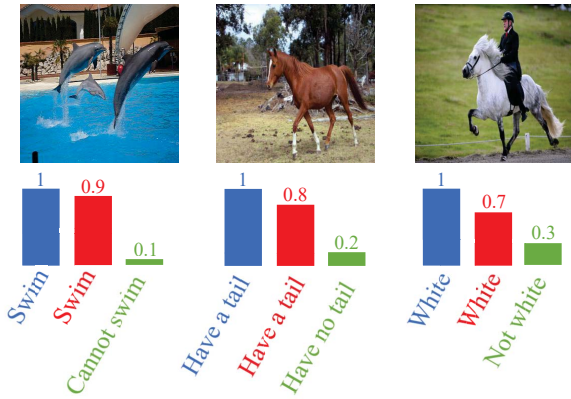 1
0.9
0.1
Swim
Swim
Cannot swim
1
0.8
0.2
Have a tail
Have a tail
Have no tail
1
0.7
0.3
White
White
Not white